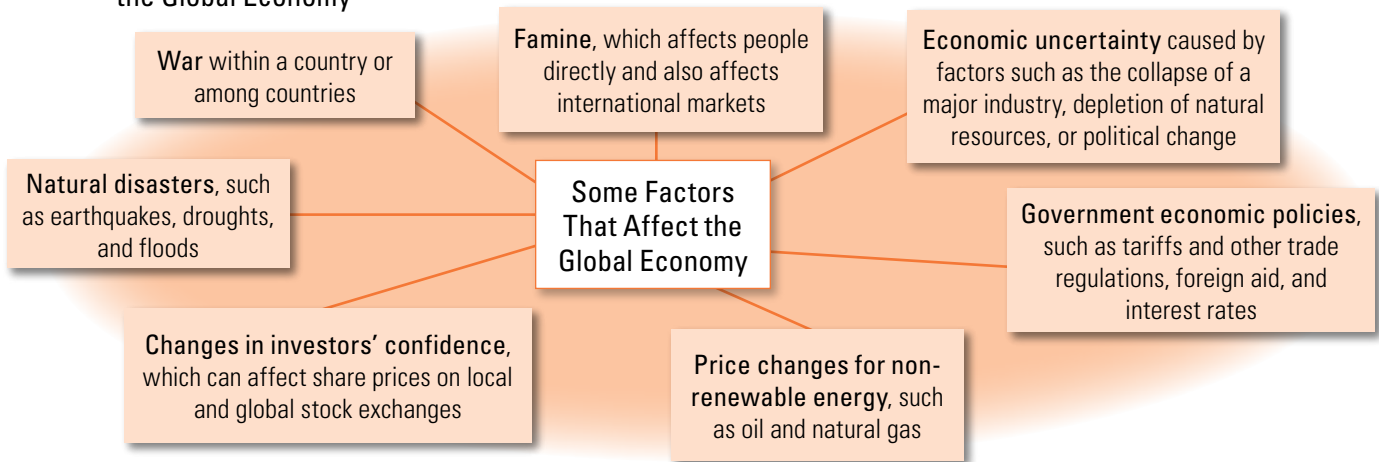 the Global Economy
War within a country or
among countries
Famine, which affects people
directly and also affects
international markets
Economic uncertainty caused by
factors such as the collapse of a
major industry, depletion of natural
resources, or political change
Natural disasters, such
as earthquakes, droughts,
and floods
Some Factors
That Affect the
Global Economy
Government economic policies,
such as tariffs and other trade
regulations, foreign aid, and
interest rates
Changes in investors’ confidence,
which can affect share prices on local
and global stock exchanges
Price changes for non-
renewable energy, such
as oil and natural gas